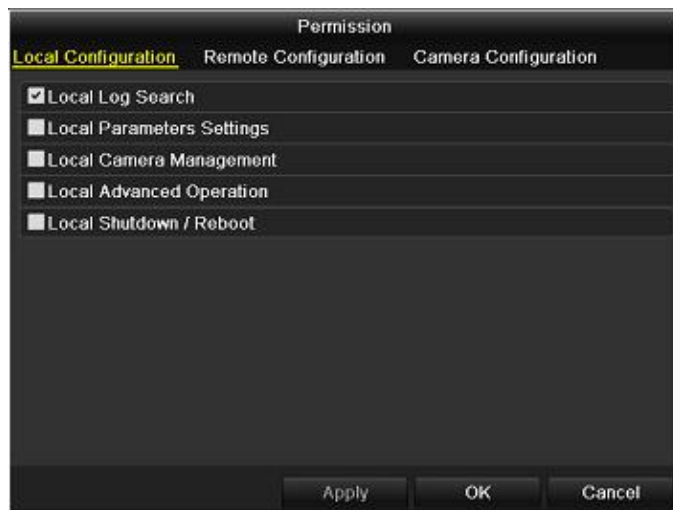 Permission
Local Configuration Remote Configuration Camera Configuration
Local Log Search
Local Parameters Settings
Local Camera Management
Local Advanced Operation
Local Shutdown / Reboot
Apply OK Cancel